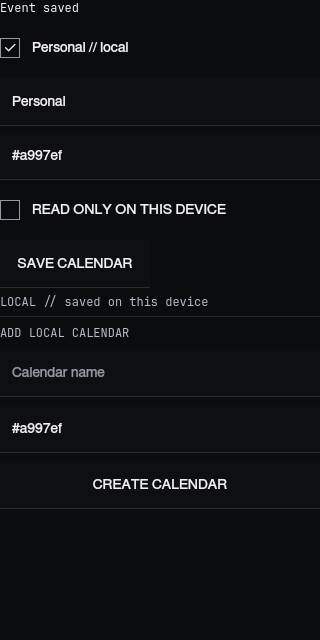 Event saved
Personal // local
Personal
#a997ef
READ ONLY ON THIS DEVICE
SAVE CALENDAR
LOCAL // saved on this device
ADD LOCAL CALENDAR
Calendar name
#a997ef
CREATE CALENDAR